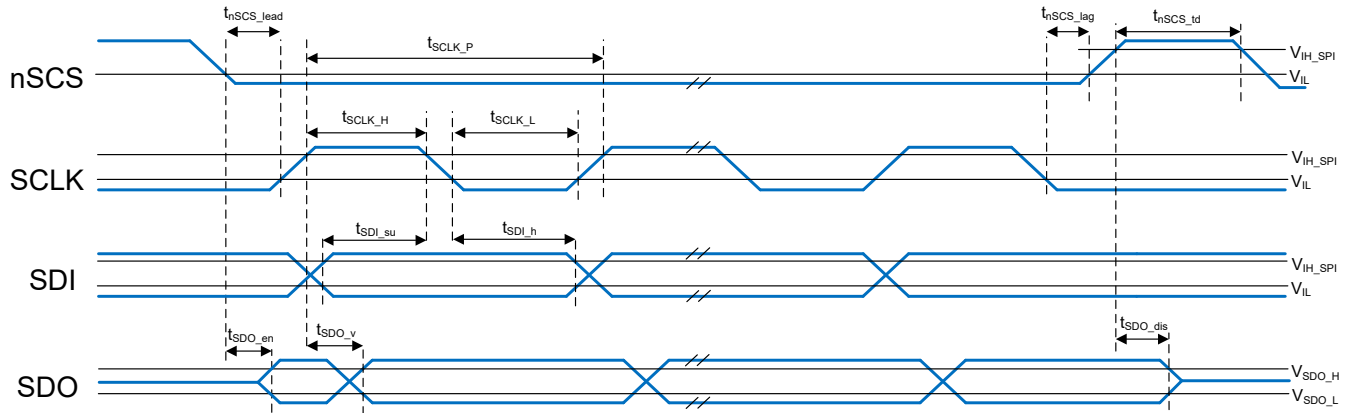 tnSCS_lead
tnSCS_lag
tnSCS_td
tSCLK_P
VIH_SPI
nSCS
VIL
tSCLK_H
tSCLK_L
VIH_SPI
SCLK
VIL
tSDI_su
tSDI_h
VIH_SPI
SDI
VIL
tSDO_en
tSDO_v
tSDO_dis
VSDO_H
SDO
VSDO_L